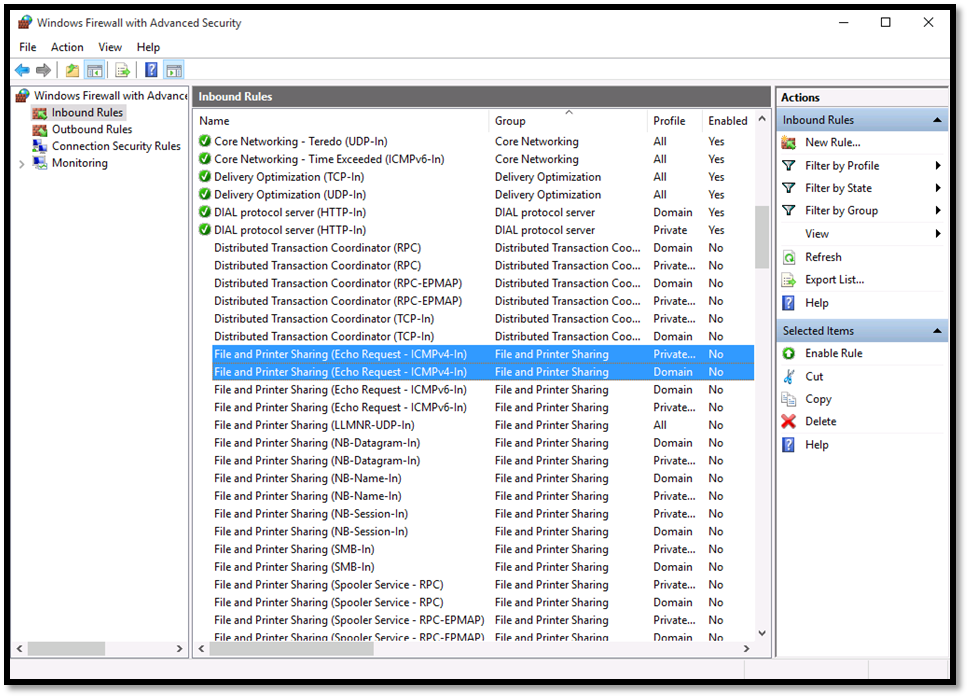 Windows Firewall with Advanced Security
File Action View Help
Windows Firewall with Advance
Inbound Rules
Outbound Rules
Connection Security Rules
Monitoring
Inbound Rules
Name Group Profile Enabled
Core Networking - Teredo (UDP-In) Core Networking All Yes
Core Networking - Time Exceeded (ICMPv6-In) Core Networking All Yes
Delivery Optimization (TCP-In) Delivery Optimization All Yes
Delivery Optimization (UDP-In) Delivery Optimization All Yes
DIAL protocol server (HTTP-In) DIAL protocol server Domain Yes
DIAL protocol server (HTTP-In) DIAL protocol server Private Yes
Distributed Transaction Coordinator (RPC) Distributed Transaction Coo... Domain No
Distributed Transaction Coordinator (RPC) Distributed Transaction Coo... Private... No
Distributed Transaction Coordinator (RPC-EPMAP) Distributed Transaction Coo... Domain No
Distributed Transaction Coordinator (RPC-EPMAP) Distributed Transaction Coo... Private... No
Distributed Transaction Coordinator (TCP-In) Distributed Transaction Coo... Private... No
Distributed Transaction Coordinator (TCP-In) Distributed Transaction Coo... Domain No
File and Printer Sharing (Echo Request - ICMPv4-In) File and Printer Sharing Private... No
File and Printer Sharing (Echo Request - ICMPv4-In) File and Printer Sharing Domain No
File and Printer Sharing (Echo Request - ICMPv6-In) File and Printer Sharing Domain No
File and Printer Sharing (Echo Request - ICMPv6-In) File and Printer Sharing Private... No
File and Printer Sharing (LLMNR-UDP-In) File and Printer Sharing All No
File and Printer Sharing (NB-Datagram-In) File and Printer Sharing Domain No
File and Printer Sharing (NB-Datagram-In) File and Printer Sharing Private... No
File and Printer Sharing (NB-Name-In) File and Printer Sharing Domain No
File and Printer Sharing (NB-Name-In) File and Printer Sharing Private... No
File and Printer Sharing (NB-Session-In) File and Printer Sharing Private... No
File and Printer Sharing (NB-Session-In) File and Printer Sharing Domain No
File and Printer Sharing (SMB-In) File and Printer Sharing Private... No
File and Printer Sharing (SMB-In) File and Printer Sharing Domain No
File and Printer Sharing (Spooler Service - RPC) File and Printer Sharing Private... No
File and Printer Sharing (Spooler Service - RPC) File and Printer Sharing Domain No
File and Printer Sharing (Spooler Service - RPC-EPMAP) File and Printer Sharing Private... No
File and Printer Sharing (Spooler Service - RPC-EPMAP) File and Printer Sharing Domain No
Actions
Inbound Rules
New Rule...
Filter by Profile
Filter by State
Filter by Group
View
Refresh
Export List...
Help
Selected Items
Enable Rule
Cut
Copy
Delete
Help